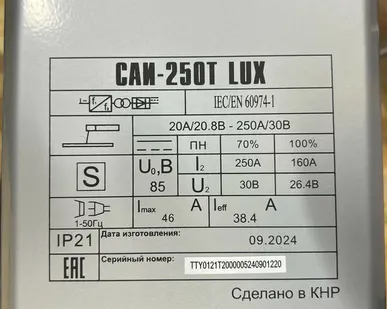 САИ-250Т LUX
IEC/EN 60974-1
20А/20.8В - 250А/30В
ПН 70% 100%
S U₀,В I₂ 250А 160А
85 U₂ 30В 26.4В
1-50Гц Imax 46 А Ieff 38.4 А
IP21 Дата изготовления: 09.2024
EAC Серийный номер: TTY0121T2000005240901220
Сделано в КНР